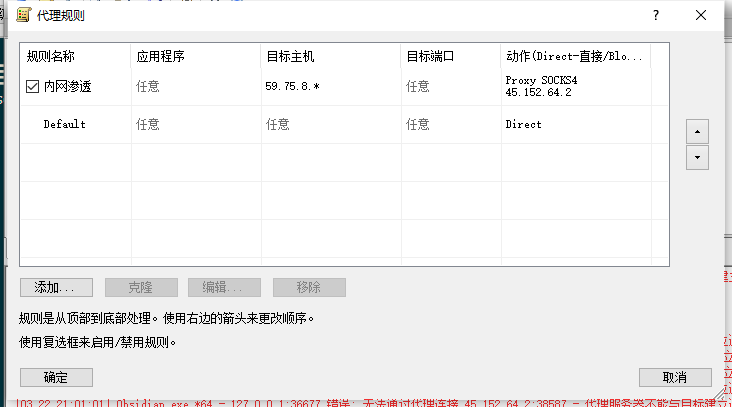 代理规则
规则名称 应用程序 目标主机 目标端口 动作(Direct-直接/Blo...
内网渗透 任意 59.75.8.* 任意 Proxy SOCKS4
45.152.64.2
Default 任意 任意 任意 Direct
添加... 克隆 编辑... 移除
规则是从顶部到底部处理。使用右边的箭头来更改顺序。
使用复选框来启用/禁用规则。
确定 取消
[03.22 21:01:01] Obsidian.exe *64 - 127.0.0.1:36677 错误: 无法通过代理连接 45.152.64.2:38587 - 代理服务器不能与目标建立